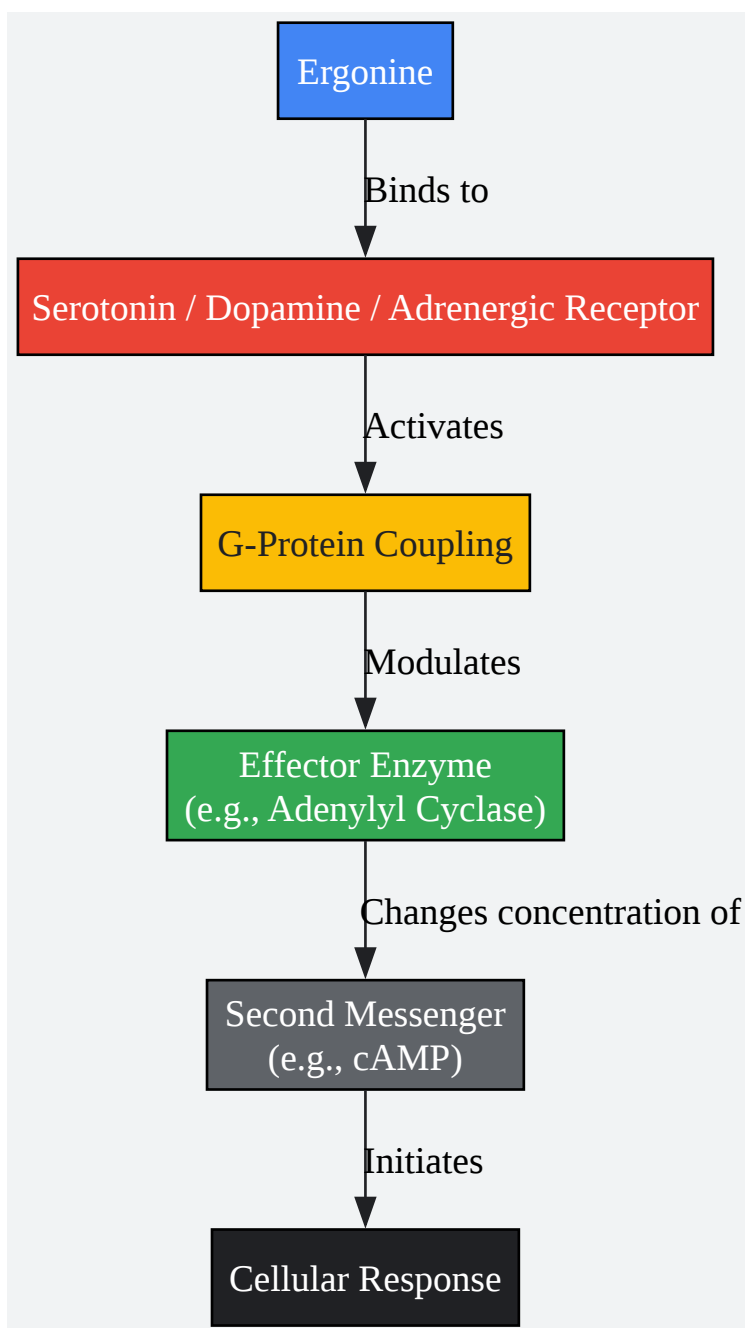 Ergonine
Binds to
Serotonin / Dopamine / Adrenergic Receptor
Activates
G-Protein Coupling
Modulates
Effector Enzyme
(e.g., Adenylyl Cyclase)
Changes concentration of
Second Messenger
(e.g., cAMP)
Initiates
Cellular Response